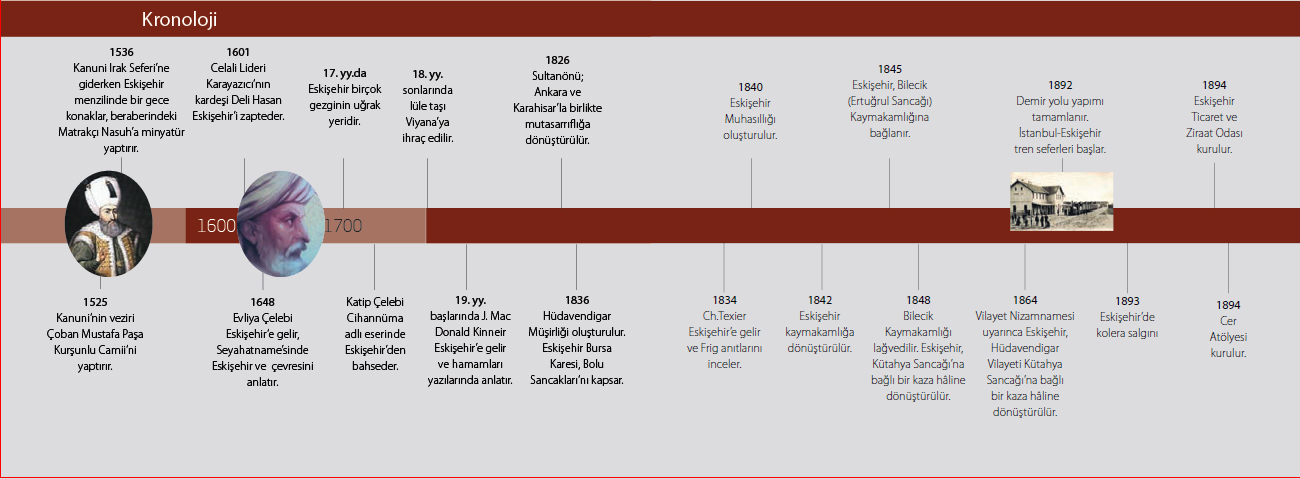 Kronoloji
1536
Kanuni Irak Seferi'ne
giderken Eskişehir
menzilinde bir gece
konaklar, beraberindeki
Matrakçı Nasuh'a minyatür
yaptırır.
1601
Celali Lideri
Karayazıcı'nın
kardeşi Deli Hasan
Eskişehir'i zapteder.
17. yy.da
Eskişehir birçok
gezginin uğrak
yeridir.
18. yy.
sonlarında
lüle taşı
Viyana'ya
ihraç edilir.
1826
Sultanönü;
Ankara ve
Karahisar'la birlikte
mutasarrıflığa
dönüştürülür.
1840
Eskişehir
Muhasıllığı
oluşturulur.
1845
Eskişehir, Bilecik
(Ertuğrul Sancağı)
Kaymakamlığına
bağlanır.
1892
Demir yolu yapımı
tamamlanır.
İstanbul-Eskişehir
tren seferleri başlar.
1894
Eskişehir
Ticaret ve
Ziraat Odası
kurulur.
1600
1700
1525
Kanuni'nin veziri
Çoban Mustafa Paşa
Kurşunlu Camii'ni
yaptırır.
1648
Evliya Çelebi
Eskişehir'e gelir,
Seyahatname'sinde
Eskişehir ve çevresini
anlatır.
Katip Çelebi
Cihannüma
adlı eserinde
Eskişehir'den
bahseder.
19. yy.
başlarında J. Mac
Donald Kinneir
Eskişehir'e gelir
ve hamamları
yazılarında anlatır.
1836
Hüdavendigar
Müşirliği oluşturulur.
Eskişehir Bursa
Karesi, Bolu
Sancakları'nı kapsar.
1834
Ch.Texier
Eskişehir'e gelir
ve Frig anıtlarını
inceler.
1842
Eskişehir
kaymakamlığa
dönüştürülür.
1848
Bilecik
Kaymakamlığı
lağvedilir. Eskişehir,
Kütahya Sancağı'na
bağlı bir kaza hâline
dönüştürülür.
1864
Vilayet Nizamnamesi
uyarınca Eskişehir,
Hüdavendigar
Vilayeti Kütahya
Sancağı'na bağlı
bir kaza hâline
dönüştürülür.
1893
Eskişehir'de
kolera salgını
1894
Cer
Atölyesi
kurulur.